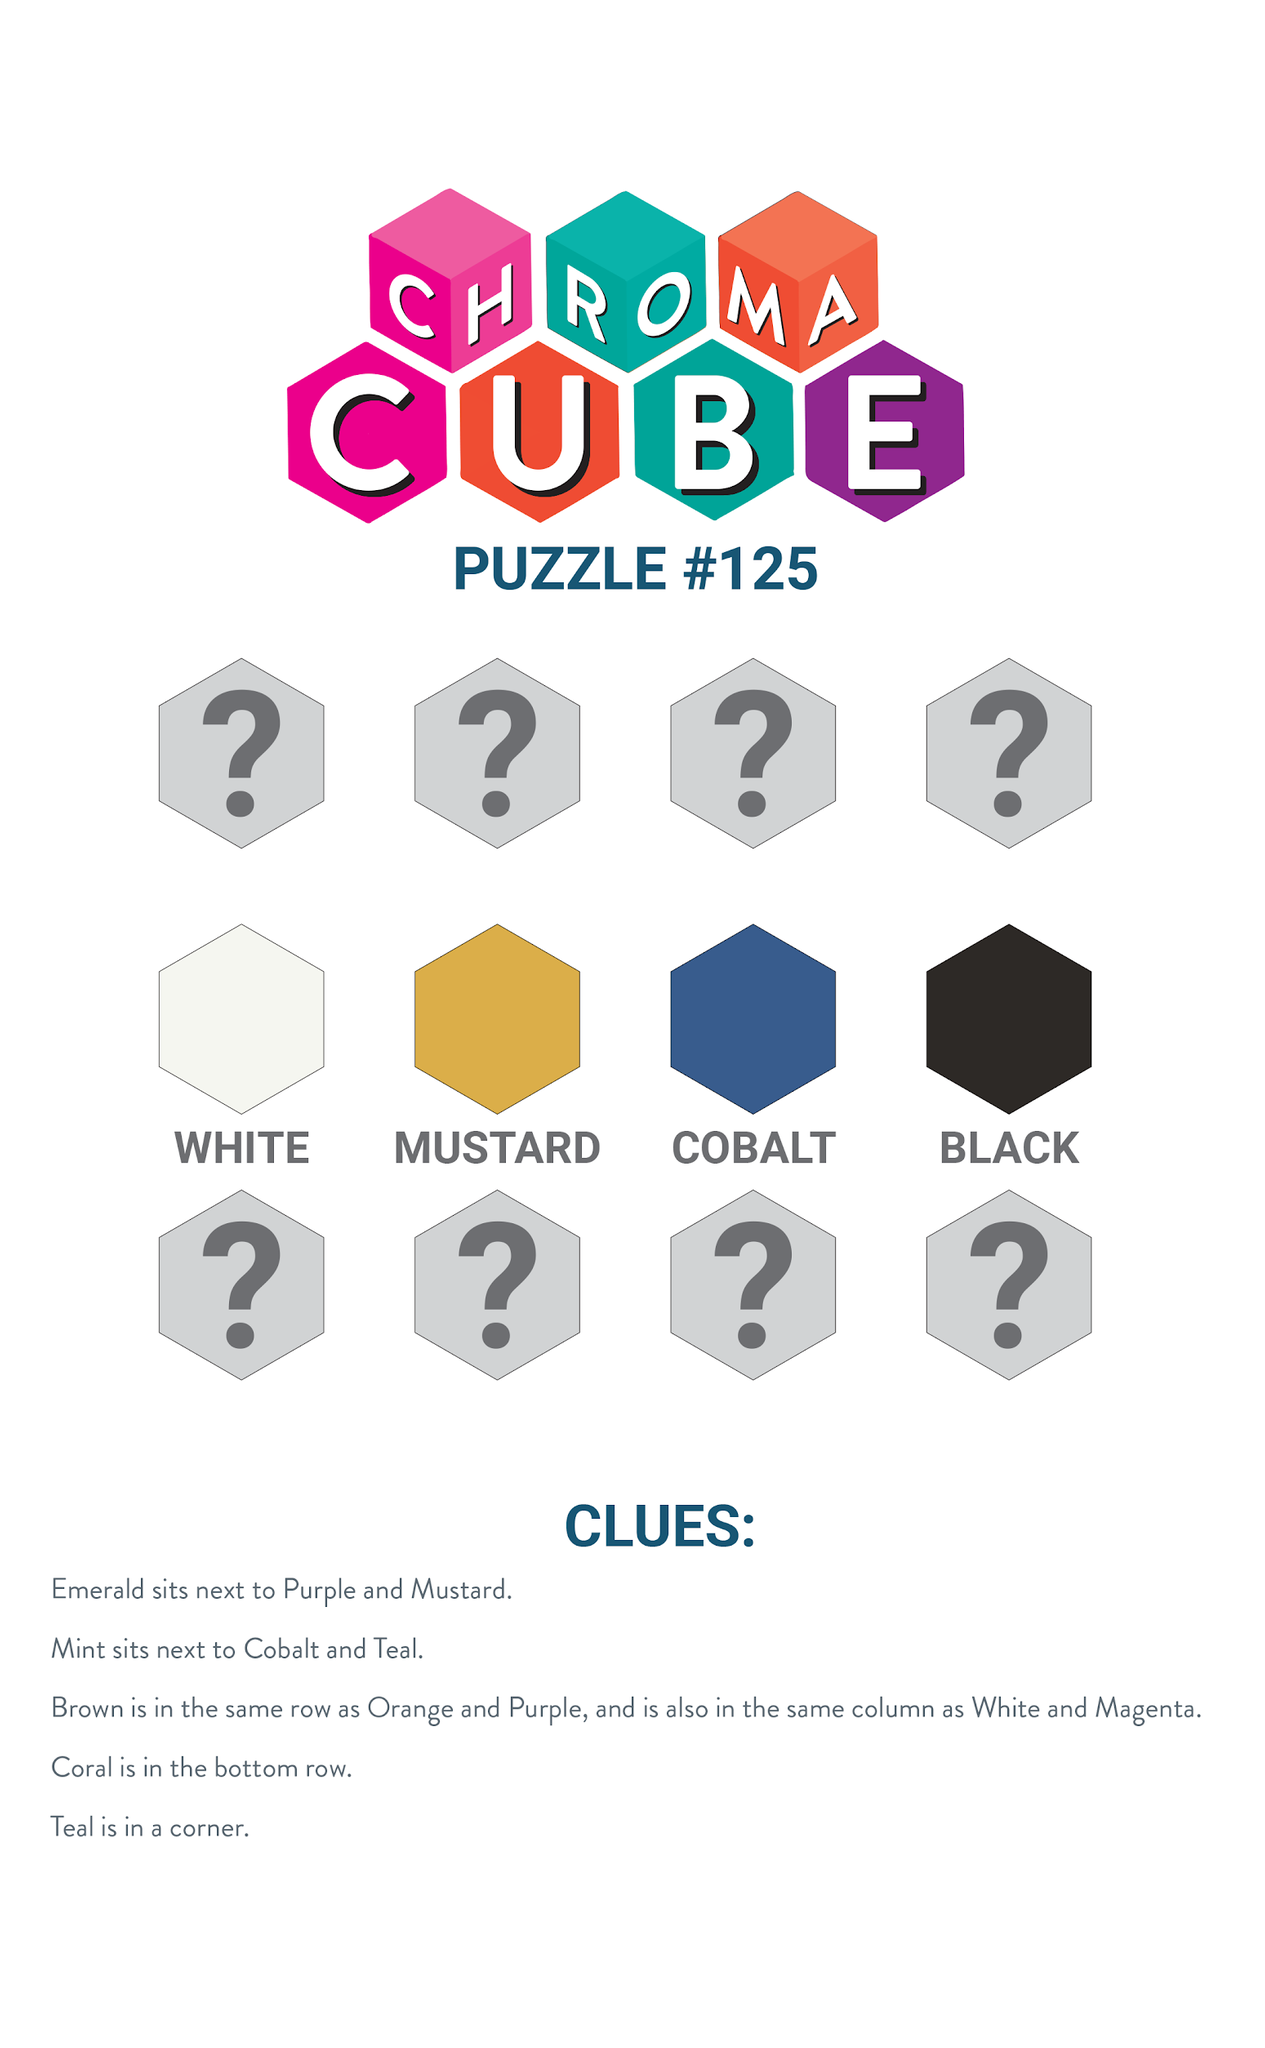 CHROMA
CUBE
PUZZLE #125
? ? ? ?
WHITE MUSTARD COBALT BLACK
? ? ? ?
CLUES:
Emerald sits next to Purple and Mustard.
Mint sits next to Cobalt and Teal.
Brown is in the same row as Orange and Purple, and is also in the same column as White and Magenta.
Coral is in the bottom row.
Teal is in a corner.